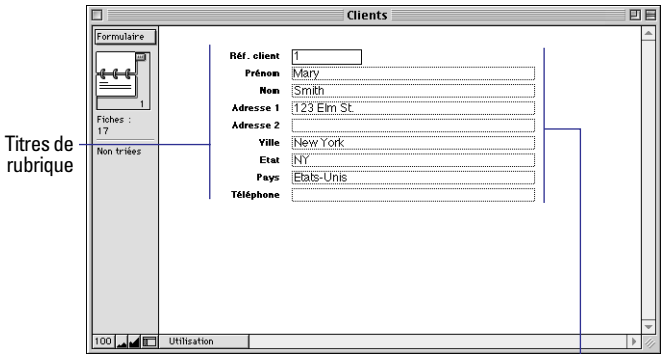 Clients
Formulaire
1
Fiches :
17
Non triées
Titres de
rubrique
Réf. client 1
Prénom Mary
Nom Smith
Adresse 1 123 Elm St.
Adresse 2
Ville New York
Etat NY
Pays Etats-Unis
Téléphone
100 Utilisation